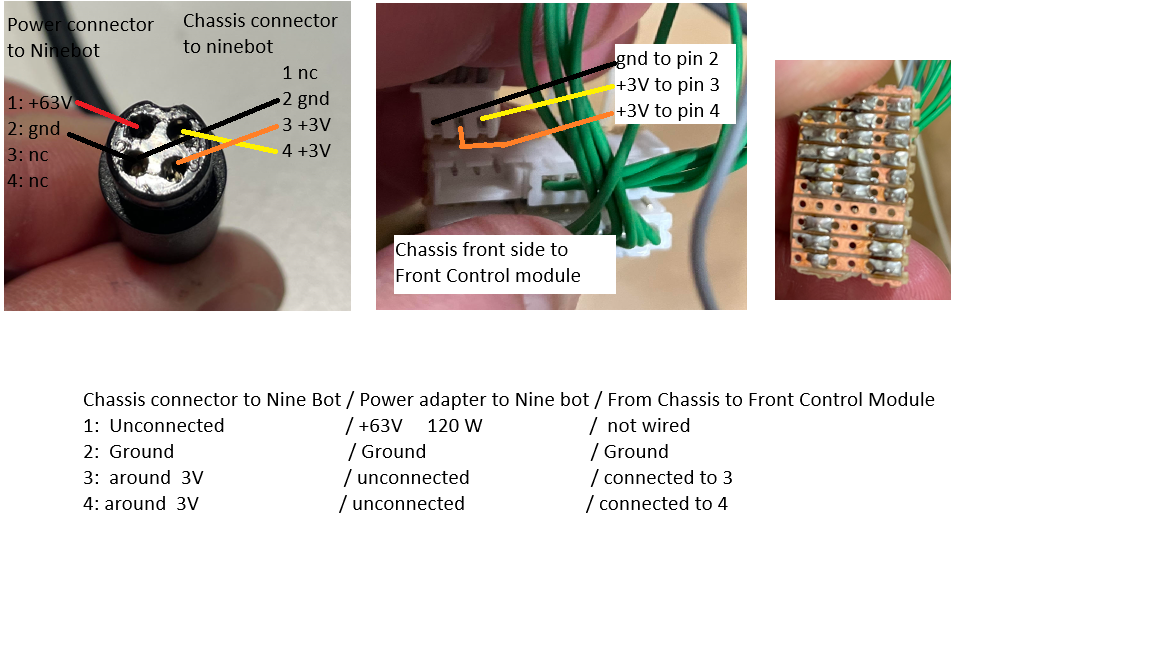 Power connector
to Ninebot
1: +63V
2: gnd
3: nc
4: nc
Chassis connector
to ninebot
1 nc
2 gnd
3 +3V
4 +3V
gnd to pin 2
+3V to pin 3
+3V to pin 4
Chassis front side to
Front Control module
Chassis connector to Nine Bot / Power adapter to Nine bot / From Chassis to Front Control Module
1: Unconnected / +63V 120 W / not wired
2: Ground / Ground / Ground
3: around 3V / unconnected / connected to 3
4: around 3V / unconnected / connected to 4